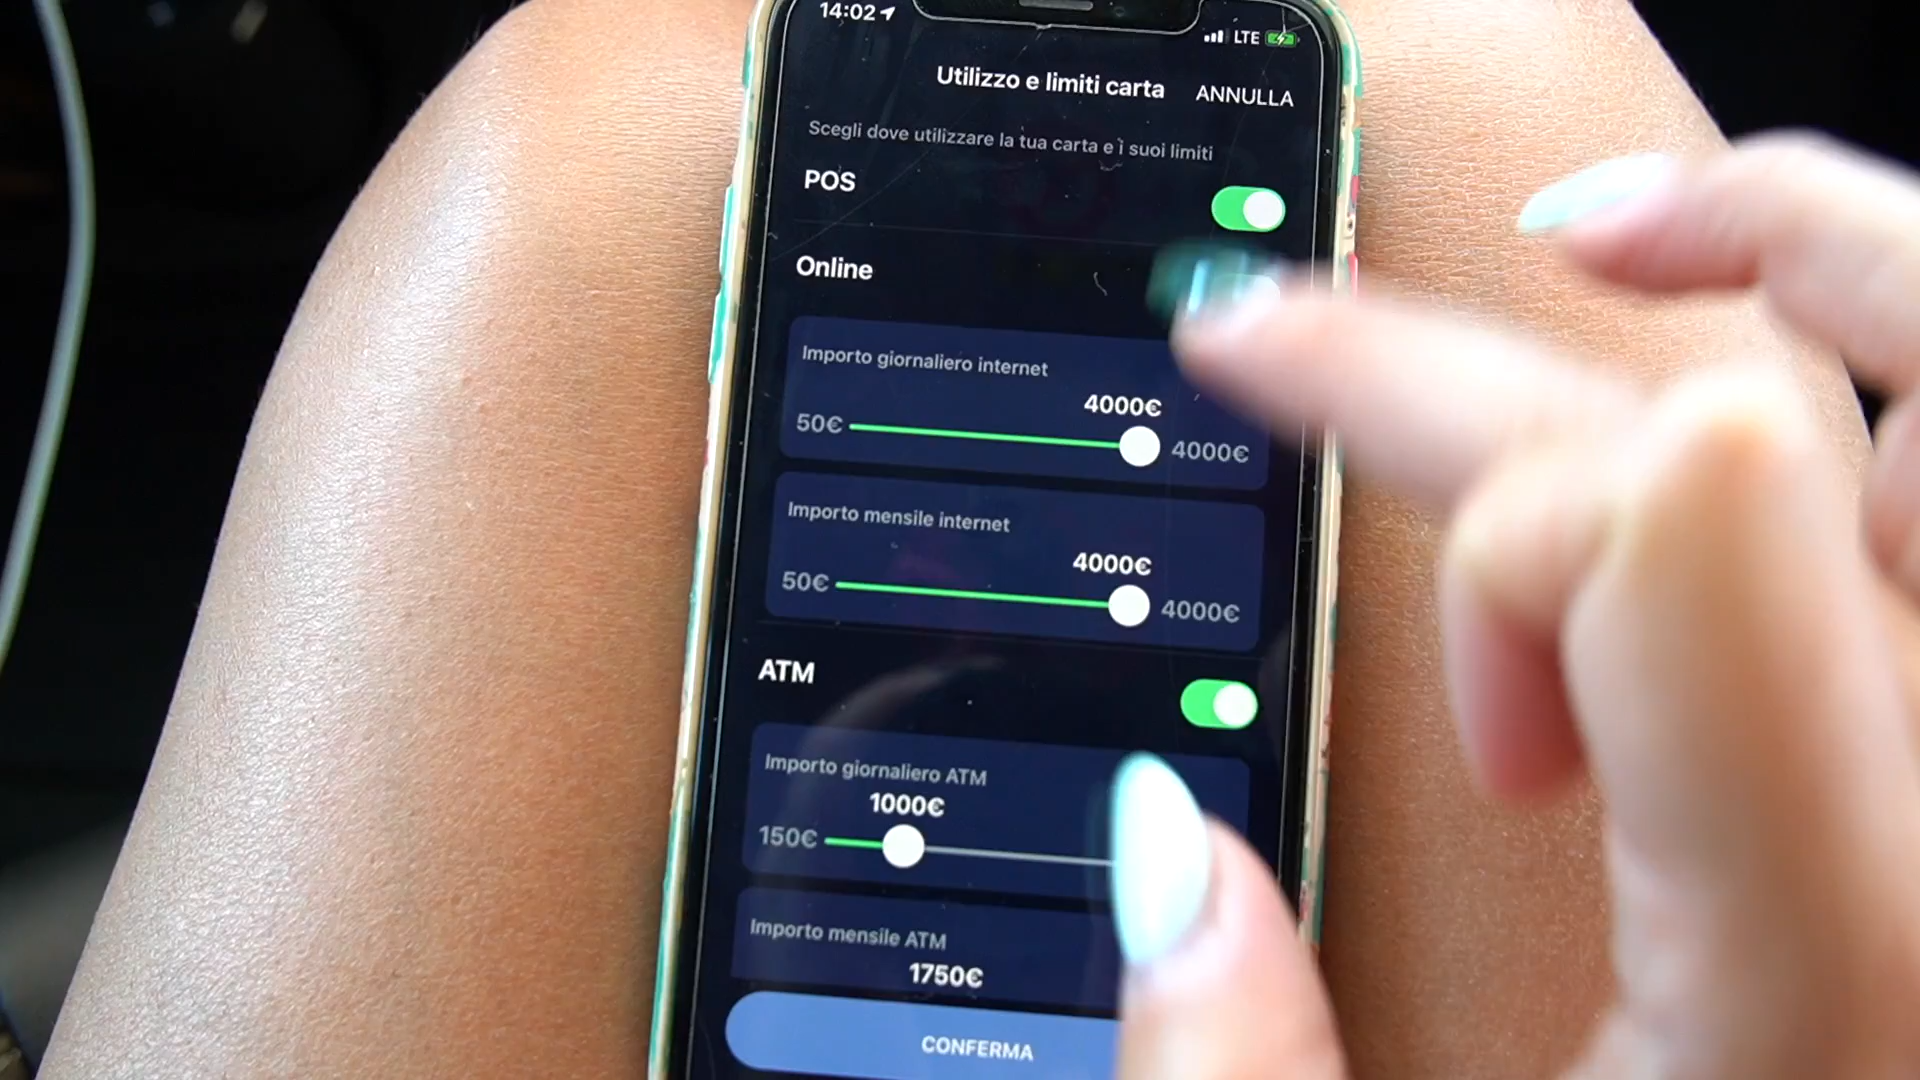 14:02
LTE
Utilizzo e limiti carta
ANNULLA
Scegli dove utilizzare la tua carta e i suoi limiti
POS
Online
Importo giornaliero internet
4000€
50€
4000€
Importo mensile internet
4000€
50€
4000€
ATM
Importo giornaliero ATM
1000€
150€
Importo mensile ATM
1750€
CONFERMA